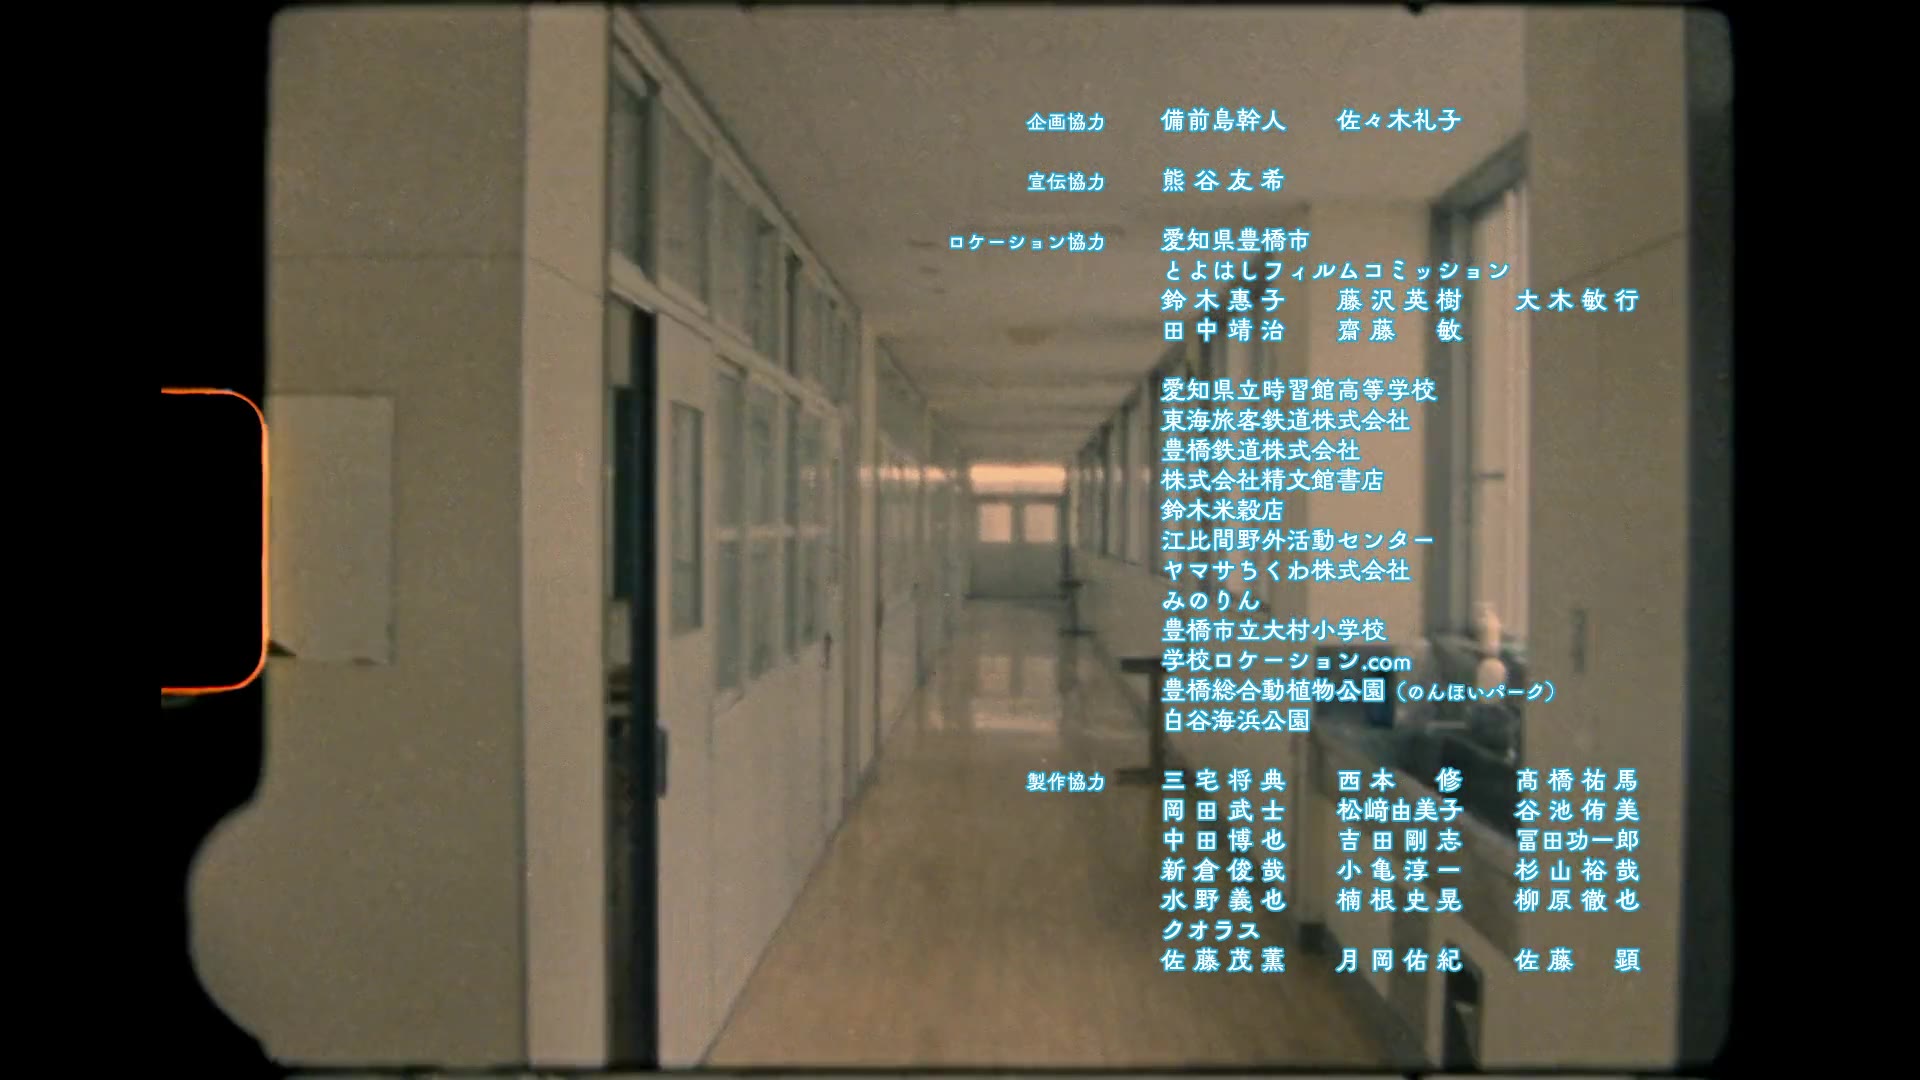 企画協力 備前島幹人 佐々木礼子
宣伝協力 熊谷友希
ロケーション協力 愛知県豊橋市
とよはしフィルムコミッション
鈴木惠子 藤沢英樹 大木敏行
田中靖治 齋藤 敏
愛知県立時習館高等学校
東海旅客鉄道株式会社
豊橋鉄道株式会社
株式会社精文館書店
鈴木米穀店
江比間野外活動センター
ヤマサちくわ株式会社
みのりん
豊橋市立大村小学校
学校ロケーション.com
豊橋総合動植物公園（のんほいパーク）
白谷海浜公園
製作協力 三宅将典 西本 修 髙橋祐馬
岡田武士 松﨑由美子 谷池侑美
中田博也 吉田剛志 冨田功一郎
新倉俊哉 小亀淳一 杉山裕哉
水野義也 楠根史晃 柳原徹也
クオラス
佐藤茂薫 月岡佑紀 佐藤 顕